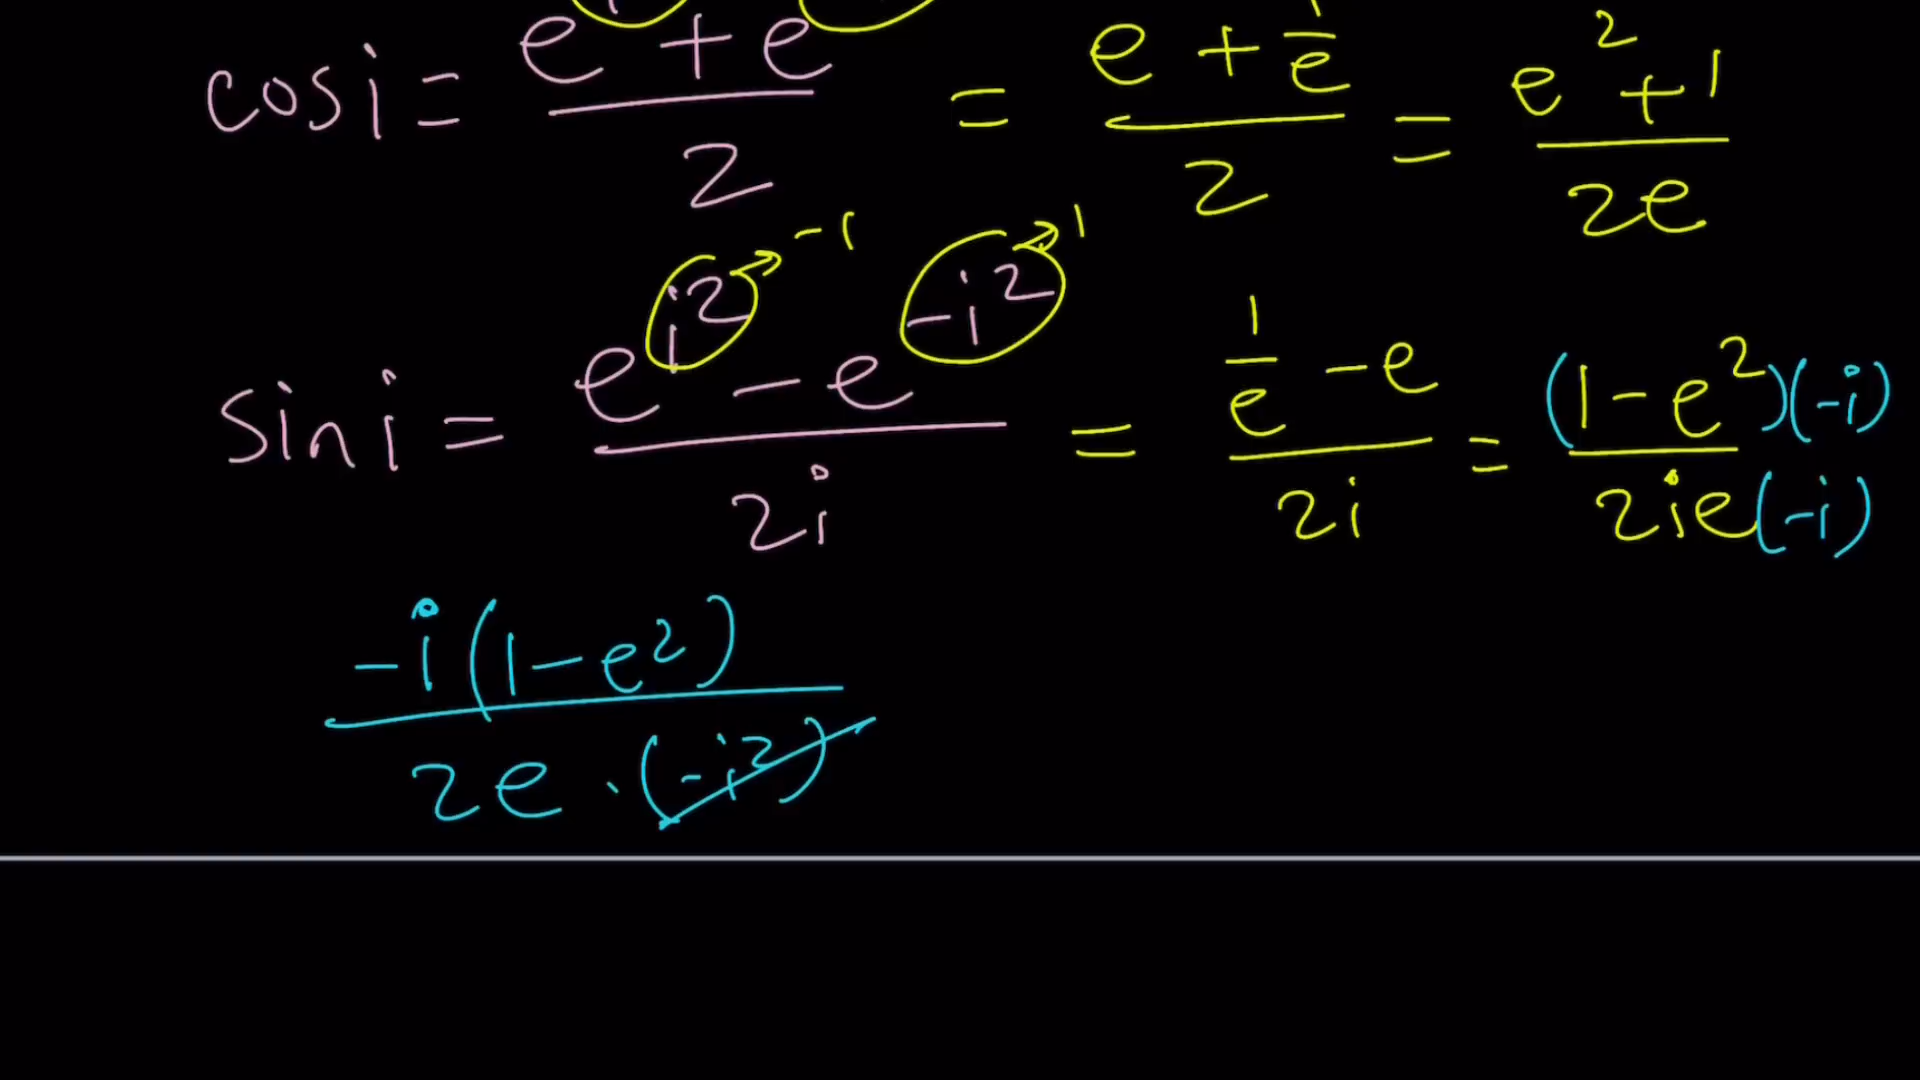 cos i = (e + e)/2 = (e + 1/e)/2 = (e² + 1)/2e
sin i = (e^(i²) - e^(-i²))/2i = (1/e - e)/2i = (1 - e²)(-i)/2ie(-i)
i² → -1
-i² → 1
-i(1 - e²)/2e · (-i²)